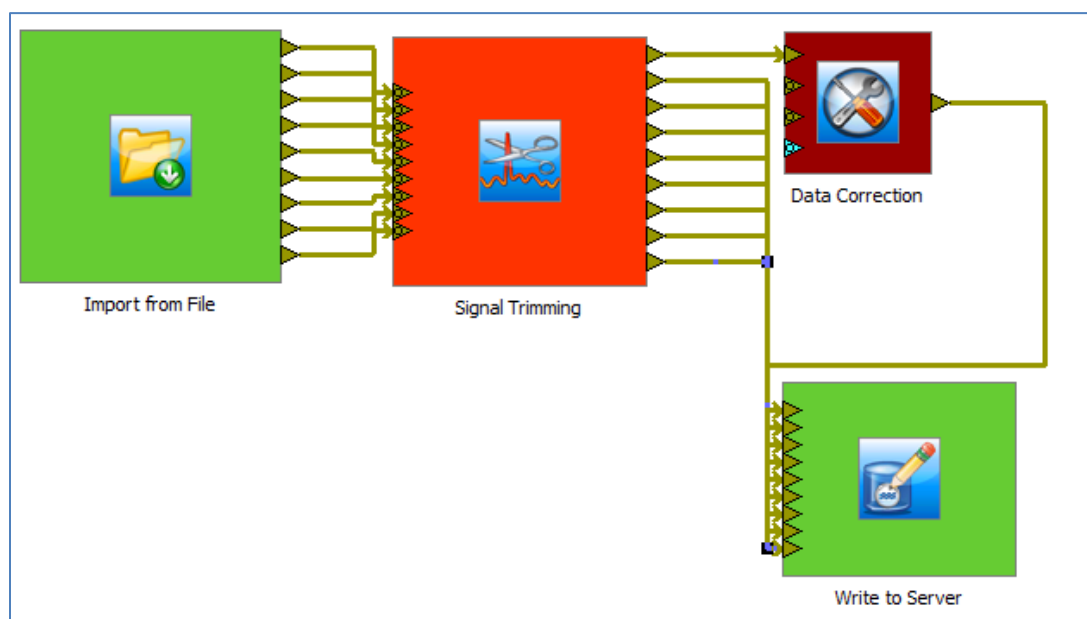 Import from File
Signal Trimming
Data Correction
Write to Server